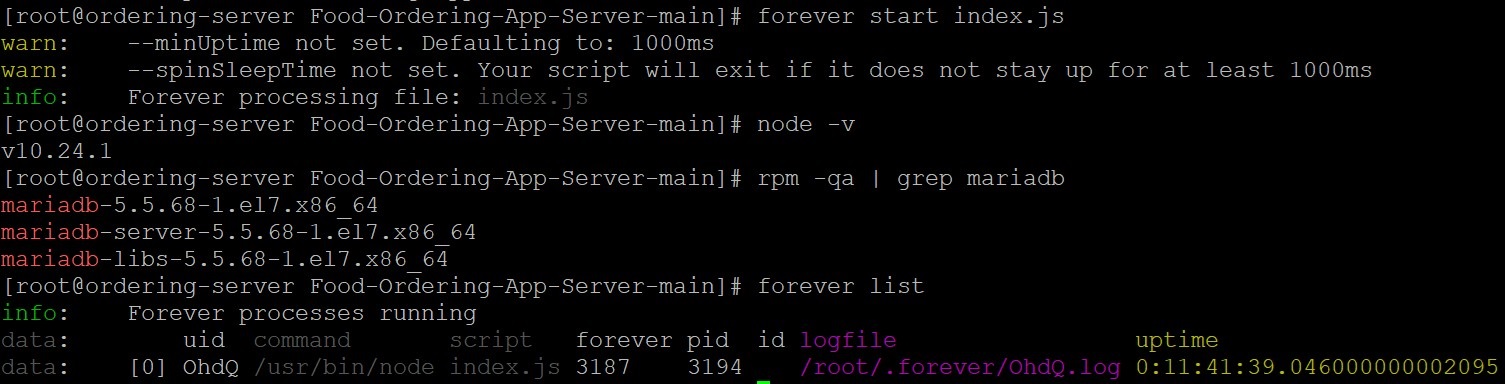 [root@ordering-server Food-Ordering-App-Server-main]# forever start index.js
warn:    --minUptime not set. Defaulting to: 1000ms
warn:    --spinSleepTime not set. Your script will exit if it does not stay up for at least 1000ms
info:    Forever processing file: index.js
[root@ordering-server Food-Ordering-App-Server-main]# node -v
v10.24.1
[root@ordering-server Food-Ordering-App-Server-main]# rpm -qa | grep mariadb
mariadb-5.5.68-1.el7.x86_64
mariadb-server-5.5.68-1.el7.x86_64
mariadb-libs-5.5.68-1.el7.x86_64
[root@ordering-server Food-Ordering-App-Server-main]# forever list
info:    Forever processes running
data:        uid  command       script   forever pid  id logfile                 uptime
data:    [0] OhdQ /usr/bin/node index.js 3187    3194    /root/.forever/OhdQ.log 0:11:41:39.046000000002095